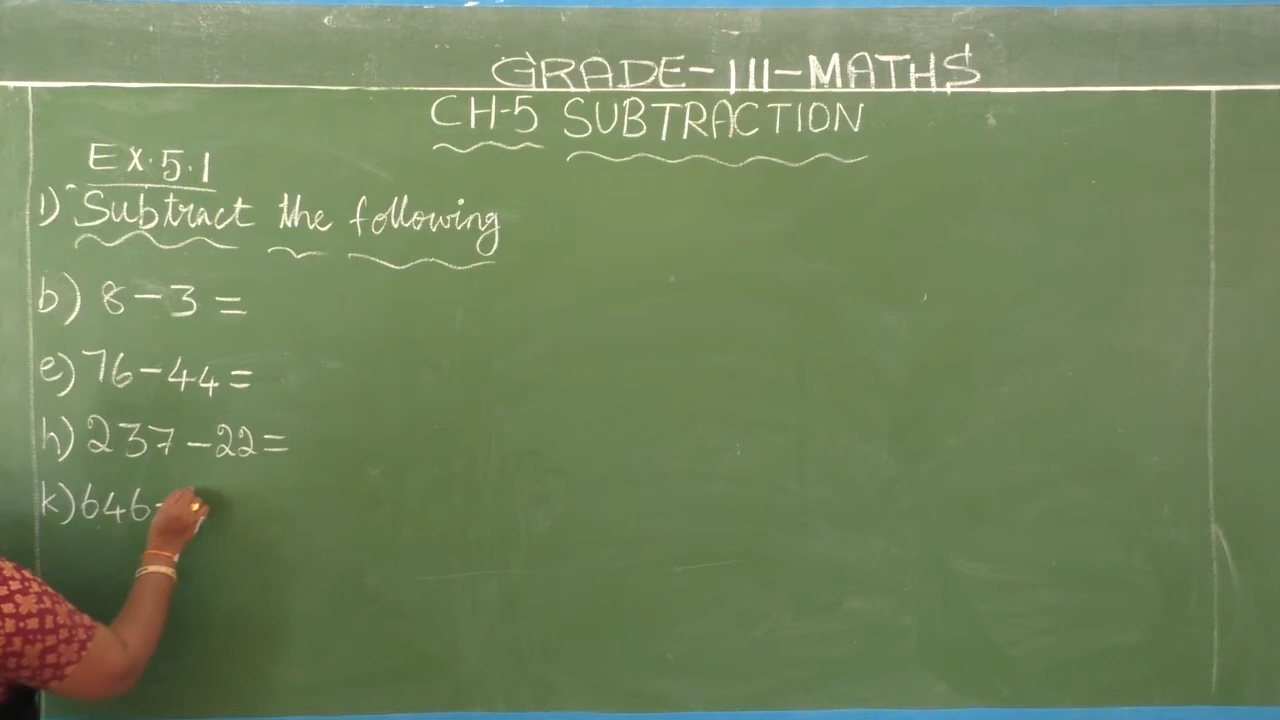 GRADE-III-MATHS
CH-5 SUBTRACTION
EX.5.1
1) Subtract the following
b) 8-3=
e) 76-44=
h) 237-22=
k) 646-